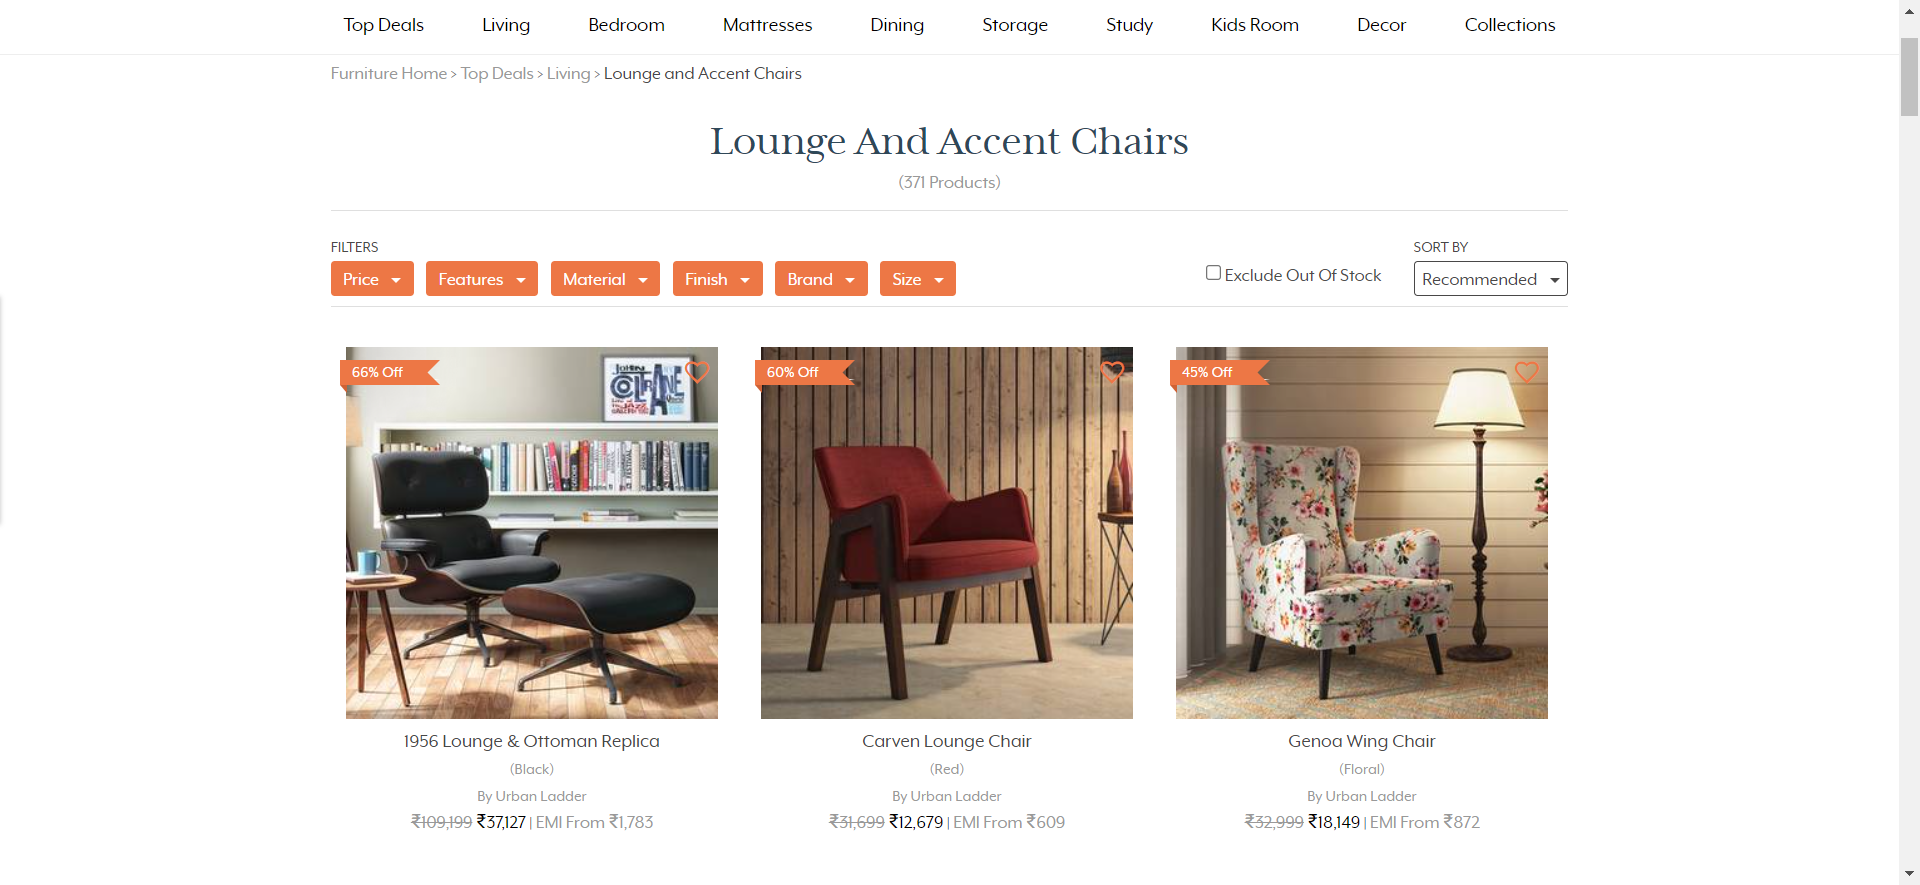 Top Deals Living Bedroom Mattresses Dining Storage Study Kids Room Decor Collections
Furniture Home > Top Deals > Living > Lounge and Accent Chairs
Lounge And Accent Chairs
(371 Products)
FILTERS
SORT BY
Price Features Material Finish Brand Size
Exclude Out Of Stock
Recommended
66% Off
60% Off
45% Off
JOHN
COLTRANE
1956 Lounge & Ottoman Replica
(Black)
By Urban Ladder
₹109,199 ₹37,127 | EMI From ₹1,783
Carven Lounge Chair
(Red)
By Urban Ladder
₹31,699 ₹12,679 | EMI From ₹609
Genoa Wing Chair
(Floral)
By Urban Ladder
₹32,999 ₹18,149 | EMI From ₹872